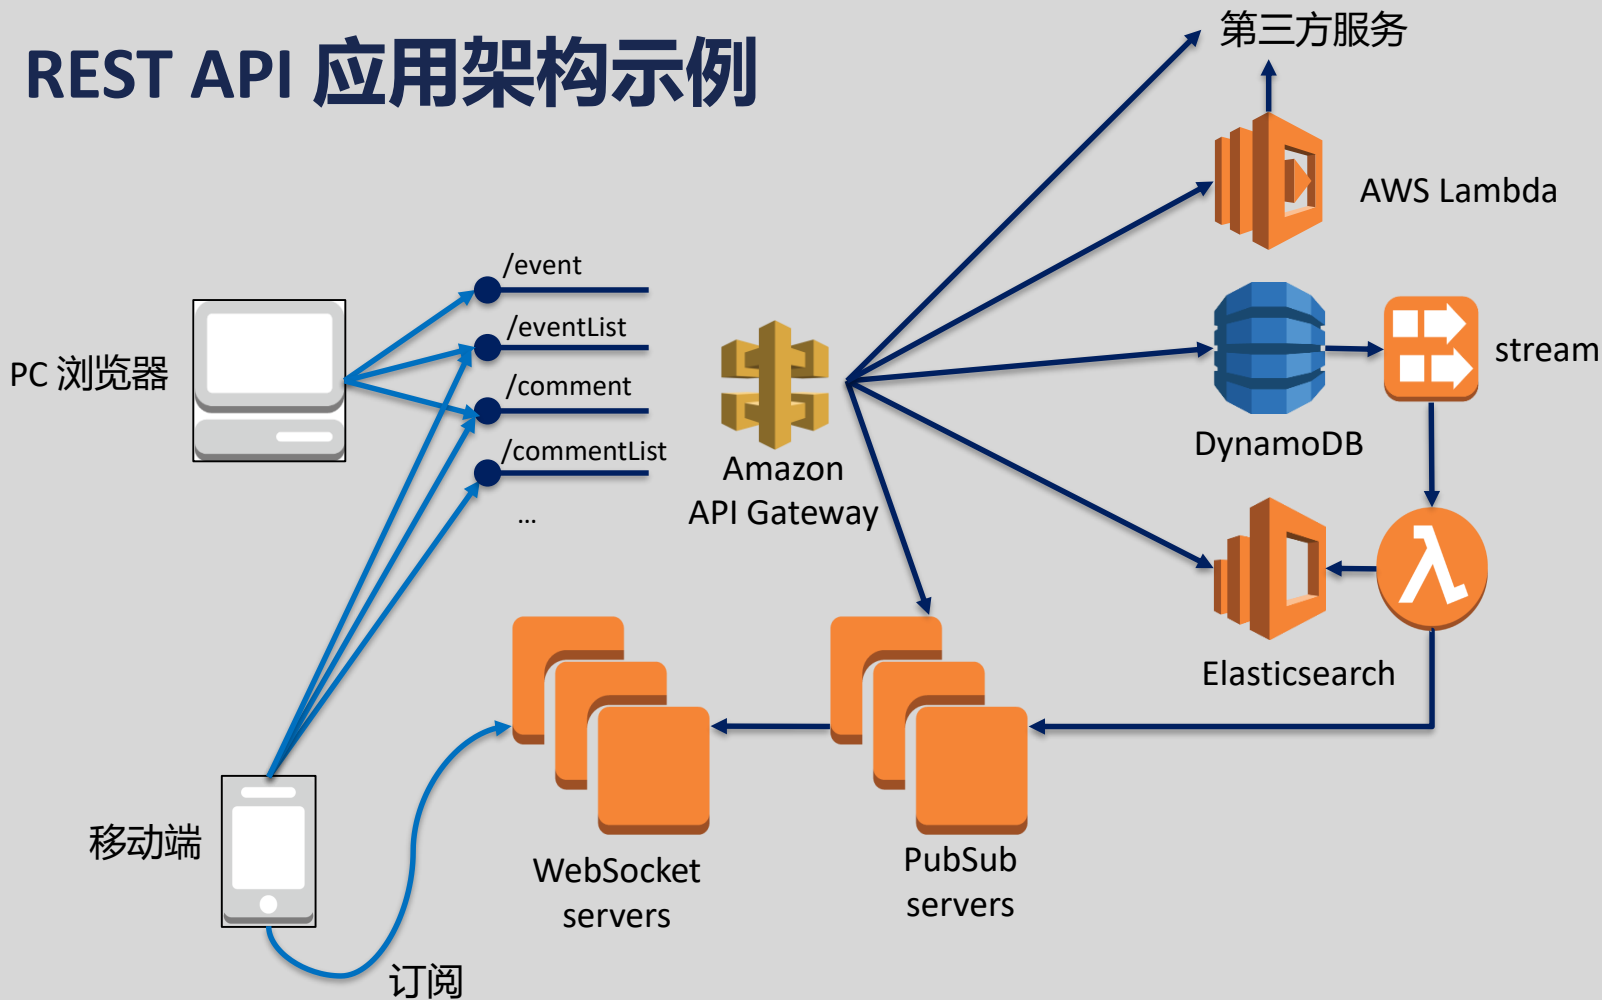 REST API 应用架构示例
第三方服务
AWS Lambda
/event
/eventList
/comment
/commentList
...
PC 浏览器
Amazon
API Gateway
DynamoDB
stream
λ
Elasticsearch
移动端
WebSocket
servers
PubSub
servers
订阅